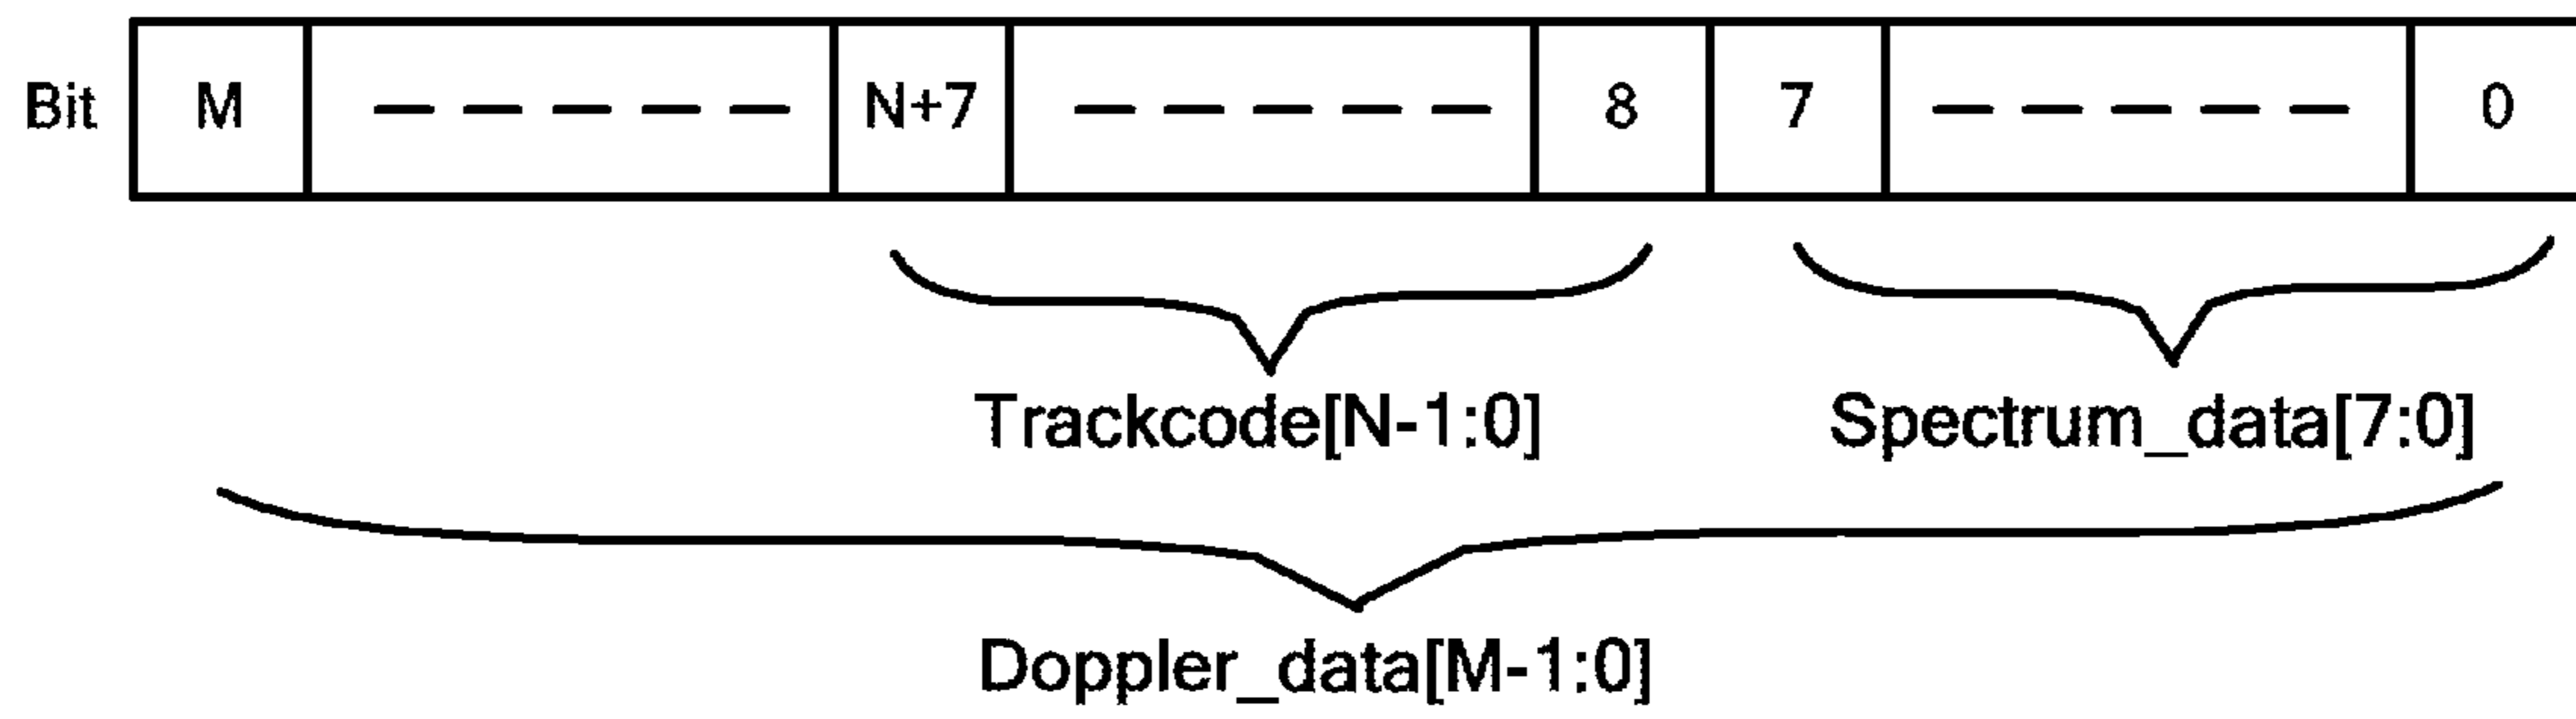 Bit M — — — — — N+7 — — — — — 8 7 — — — — — 0
Trackcode[N-1:0] Spectrum_data[7:0]
Doppler_data[M-1:0]